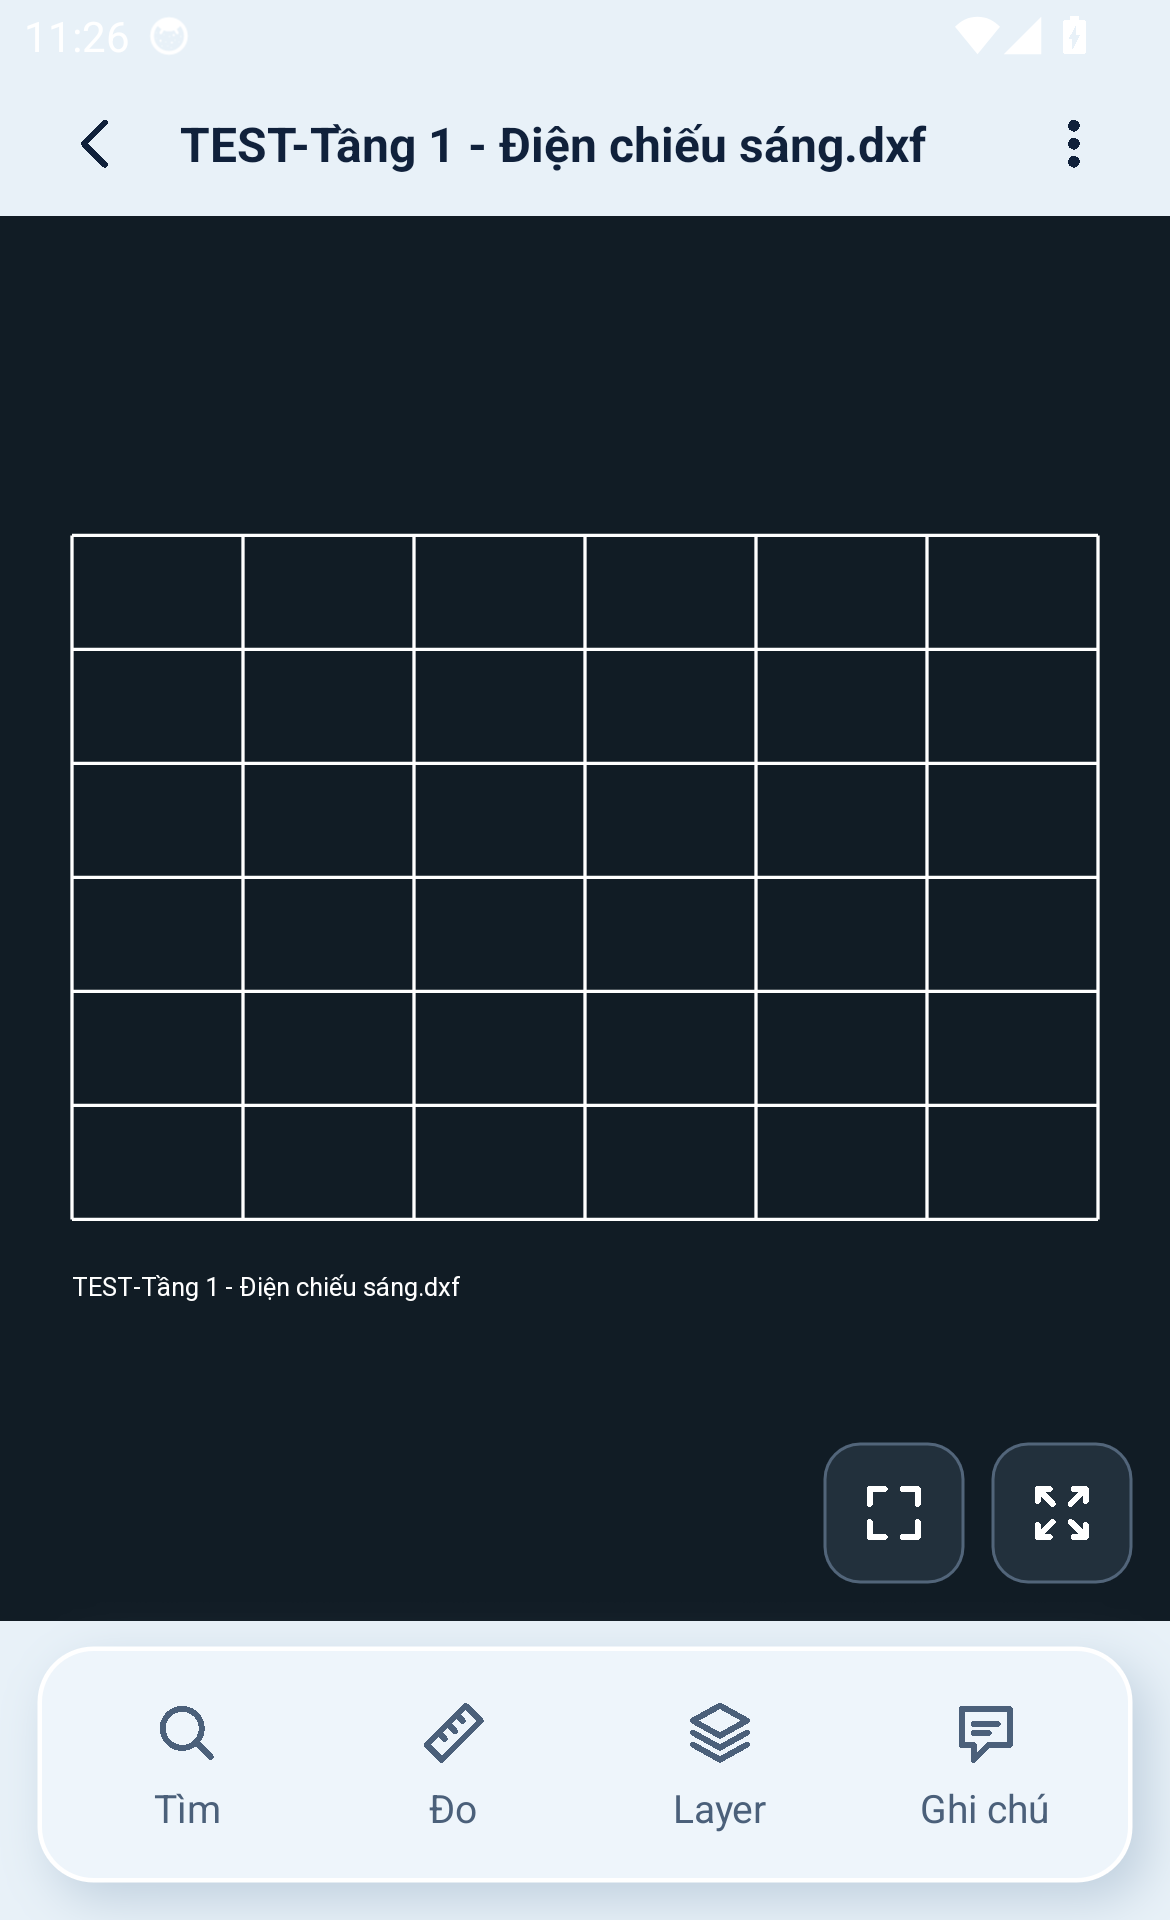 11:26
TEST-Tầng 1 - Điện chiếu sáng.dxf
TEST-Tầng 1 - Điện chiếu sáng.dxf
Tìm
Đo
Layer
Ghi chú